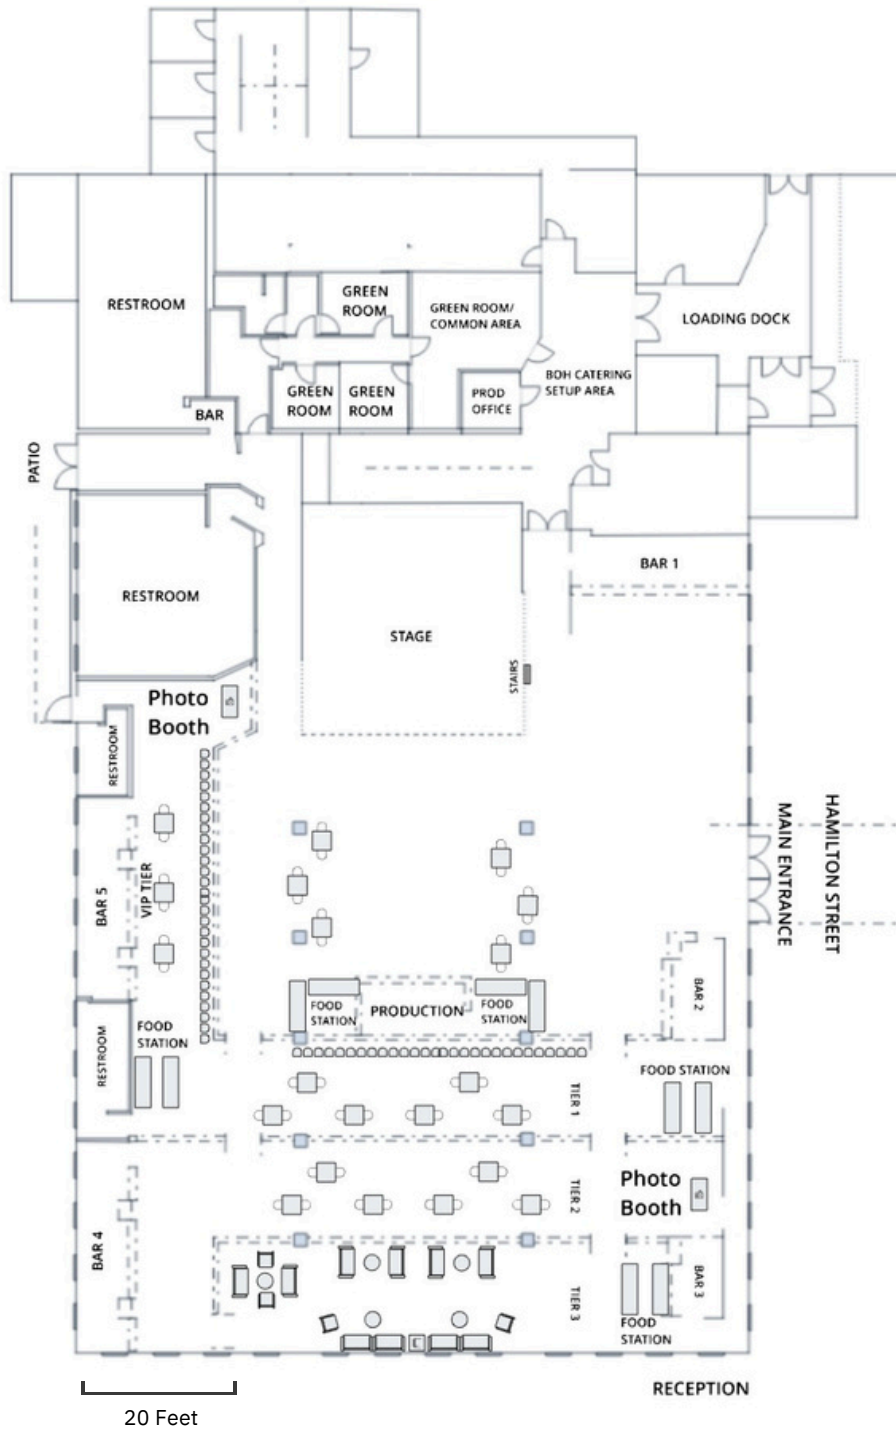 RESTROOM
GREEN
ROOM
GREEN ROOM/
COMMON AREA
LOADING DOCK
BOH CATERING
SETUP AREA
GREEN
ROOM
GREEN
ROOM
PROD
OFFICE
BAR
PATIO
BAR 1
RESTROOM
STAGE
STAIRS
Photo
Booth
RESTROOM
MAIN ENTRANCE
HAMILTON STREET
VIP TIER
BAR 5
BAR 2
FOOD
STATION
PRODUCTION
FOOD
STATION
RESTROOM
FOOD
STATION
FOOD STATION
TIER 1
Photo
Booth
TIER 2
BAR 4
TIER 3
BAR 3
FOOD
STATION
RECEPTION
20 Feet